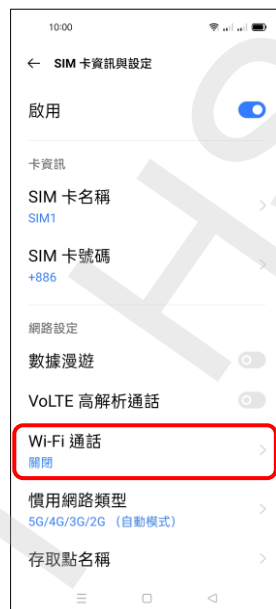 10:00
← SIM 卡資訊與設定
啟用
卡資訊
SIM 卡名稱
SIM1
SIM 卡號碼
+886
網路設定
數據漫遊
VoLTE 高解析通話
Wi-Fi 通話
關閉
慣用網路類型
5G/4G/3G/2G （自動模式）
存取點名稱